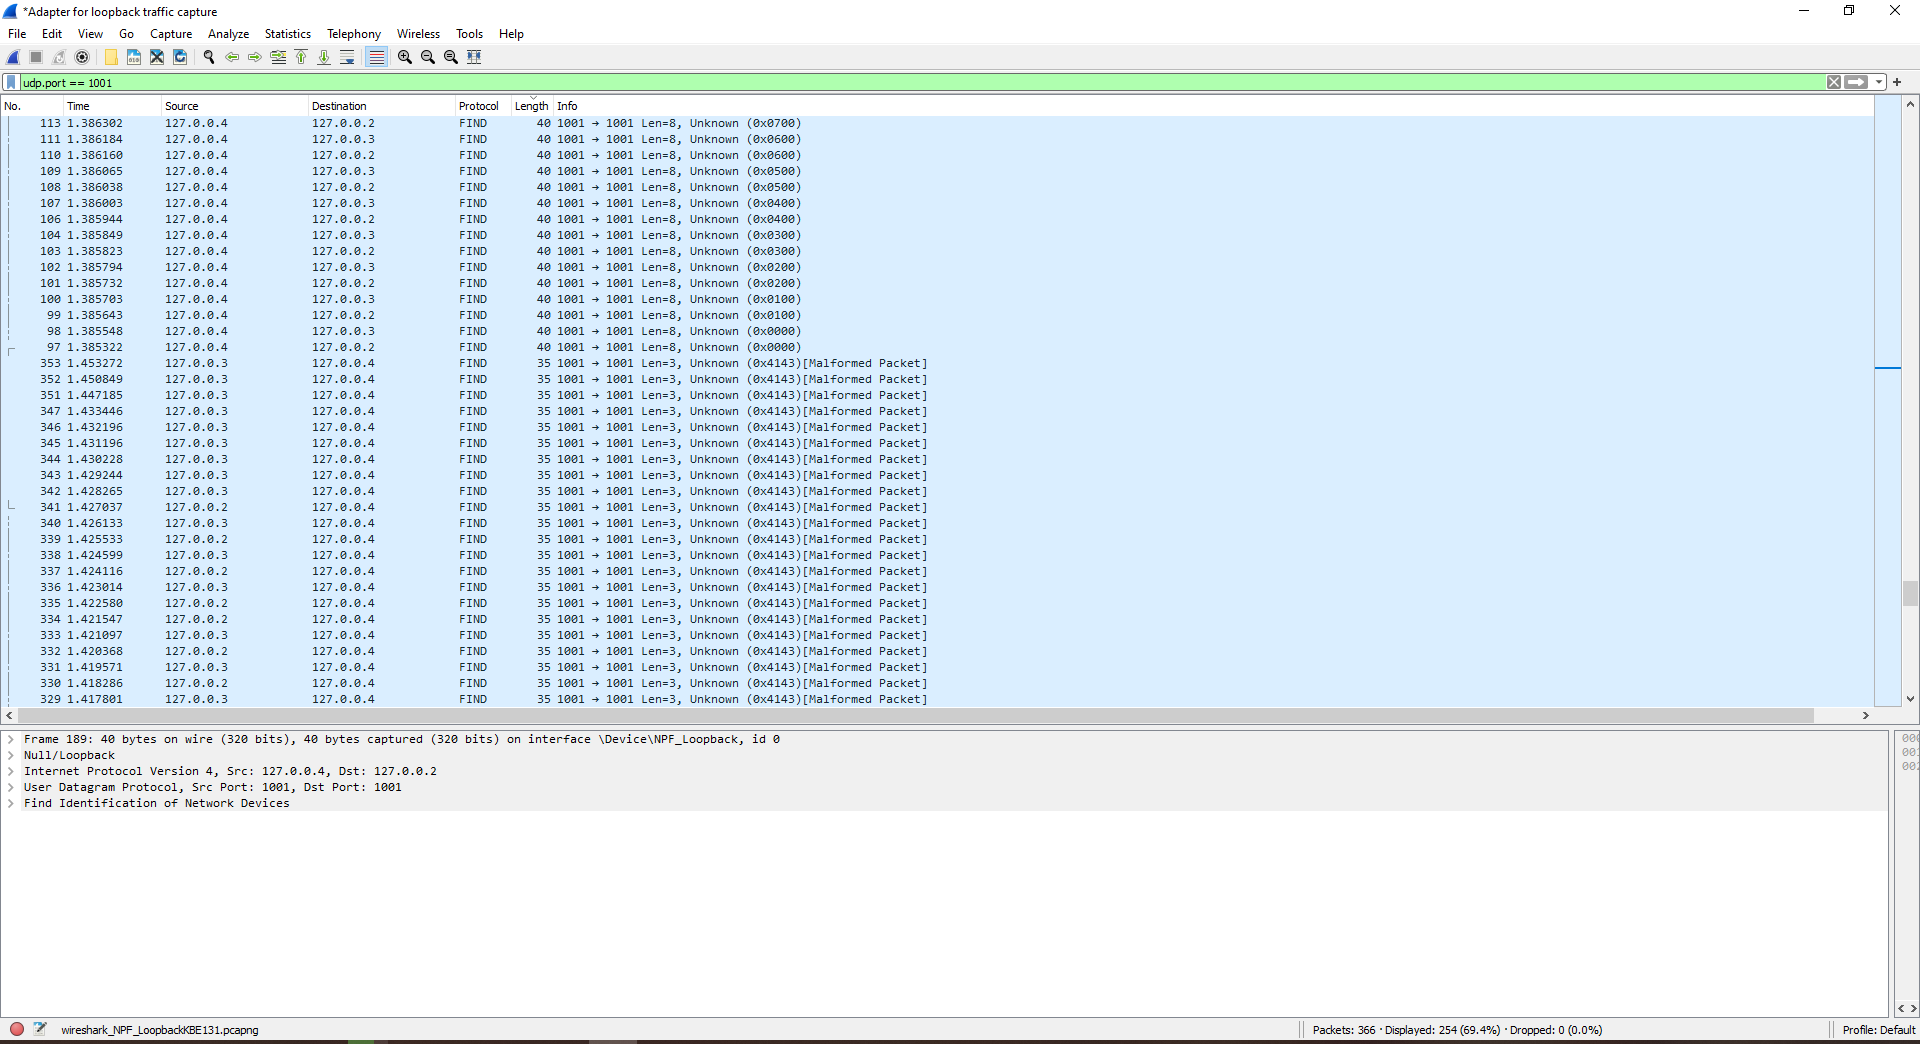 *Adapter for loopback traffic capture
File Edit View Go Capture Analyze Statistics Telephony Wireless Tools Help
udp.port == 1001
No. Time Source Destination Protocol Length Info
113 1.386302 127.0.0.4 127.0.0.2 FIND 40 1001 → 1001 Len=8, Unknown (0x0700)
111 1.386184 127.0.0.4 127.0.0.3 FIND 40 1001 → 1001 Len=8, Unknown (0x0600)
110 1.386160 127.0.0.4 127.0.0.2 FIND 40 1001 → 1001 Len=8, Unknown (0x0600)
109 1.386065 127.0.0.4 127.0.0.3 FIND 40 1001 → 1001 Len=8, Unknown (0x0500)
108 1.386038 127.0.0.4 127.0.0.2 FIND 40 1001 → 1001 Len=8, Unknown (0x0500)
107 1.386003 127.0.0.4 127.0.0.3 FIND 40 1001 → 1001 Len=8, Unknown (0x0400)
106 1.385944 127.0.0.4 127.0.0.2 FIND 40 1001 → 1001 Len=8, Unknown (0x0400)
104 1.385849 127.0.0.4 127.0.0.3 FIND 40 1001 → 1001 Len=8, Unknown (0x0300)
103 1.385823 127.0.0.4 127.0.0.2 FIND 40 1001 → 1001 Len=8, Unknown (0x0300)
102 1.385794 127.0.0.4 127.0.0.3 FIND 40 1001 → 1001 Len=8, Unknown (0x0200)
101 1.385732 127.0.0.4 127.0.0.2 FIND 40 1001 → 1001 Len=8, Unknown (0x0200)
100 1.385703 127.0.0.4 127.0.0.3 FIND 40 1001 → 1001 Len=8, Unknown (0x0100)
99 1.385643 127.0.0.4 127.0.0.2 FIND 40 1001 → 1001 Len=8, Unknown (0x0100)
98 1.385548 127.0.0.4 127.0.0.3 FIND 40 1001 → 1001 Len=8, Unknown (0x0000)
97 1.385322 127.0.0.4 127.0.0.2 FIND 40 1001 → 1001 Len=8, Unknown (0x0000)
353 1.453272 127.0.0.3 127.0.0.4 FIND 35 1001 → 1001 Len=3, Unknown (0x4143)[Malformed Packet]
352 1.450849 127.0.0.3 127.0.0.4 FIND 35 1001 → 1001 Len=3, Unknown (0x4143)[Malformed Packet]
351 1.447185 127.0.0.3 127.0.0.4 FIND 35 1001 → 1001 Len=3, Unknown (0x4143)[Malformed Packet]
347 1.433446 127.0.0.3 127.0.0.4 FIND 35 1001 → 1001 Len=3, Unknown (0x4143)[Malformed Packet]
346 1.432196 127.0.0.3 127.0.0.4 FIND 35 1001 → 1001 Len=3, Unknown (0x4143)[Malformed Packet]
345 1.431196 127.0.0.3 127.0.0.4 FIND 35 1001 → 1001 Len=3, Unknown (0x4143)[Malformed Packet]
344 1.430228 127.0.0.3 127.0.0.4 FIND 35 1001 → 1001 Len=3, Unknown (0x4143)[Malformed Packet]
343 1.429244 127.0.0.3 127.0.0.4 FIND 35 1001 → 1001 Len=3, Unknown (0x4143)[Malformed Packet]
342 1.428265 127.0.0.3 127.0.0.4 FIND 35 1001 → 1001 Len=3, Unknown (0x4143)[Malformed Packet]
341 1.427037 127.0.0.2 127.0.0.4 FIND 35 1001 → 1001 Len=3, Unknown (0x4143)[Malformed Packet]
340 1.426133 127.0.0.3 127.0.0.4 FIND 35 1001 → 1001 Len=3, Unknown (0x4143)[Malformed Packet]
339 1.425533 127.0.0.2 127.0.0.4 FIND 35 1001 → 1001 Len=3, Unknown (0x4143)[Malformed Packet]
338 1.424599 127.0.0.3 127.0.0.4 FIND 35 1001 → 1001 Len=3, Unknown (0x4143)[Malformed Packet]
337 1.424116 127.0.0.2 127.0.0.4 FIND 35 1001 → 1001 Len=3, Unknown (0x4143)[Malformed Packet]
336 1.423014 127.0.0.3 127.0.0.4 FIND 35 1001 → 1001 Len=3, Unknown (0x4143)[Malformed Packet]
335 1.422580 127.0.0.2 127.0.0.4 FIND 35 1001 → 1001 Len=3, Unknown (0x4143)[Malformed Packet]
334 1.421547 127.0.0.2 127.0.0.4 FIND 35 1001 → 1001 Len=3, Unknown (0x4143)[Malformed Packet]
333 1.421097 127.0.0.3 127.0.0.4 FIND 35 1001 → 1001 Len=3, Unknown (0x4143)[Malformed Packet]
332 1.420368 127.0.0.2 127.0.0.4 FIND 35 1001 → 1001 Len=3, Unknown (0x4143)[Malformed Packet]
331 1.419571 127.0.0.3 127.0.0.4 FIND 35 1001 → 1001 Len=3, Unknown (0x4143)[Malformed Packet]
330 1.418286 127.0.0.2 127.0.0.4 FIND 35 1001 → 1001 Len=3, Unknown (0x4143)[Malformed Packet]
329 1.417801 127.0.0.3 127.0.0.4 FIND 35 1001 → 1001 Len=3, Unknown (0x4143)[Malformed Packet]
Frame 189: 40 bytes on wire (320 bits), 40 bytes captured (320 bits) on interface \Device\NPF_Loopback, id 0
Null/Loopback
Internet Protocol Version 4, Src: 127.0.0.4, Dst: 127.0.0.2
User Datagram Protocol, Src Port: 1001, Dst Port: 1001
Find Identification of Network Devices
wireshark_NPF_LoopbackKBE131.pcapng
Packets: 366 · Displayed: 254 (69.4%) · Dropped: 0 (0.0%)
Profile: Default